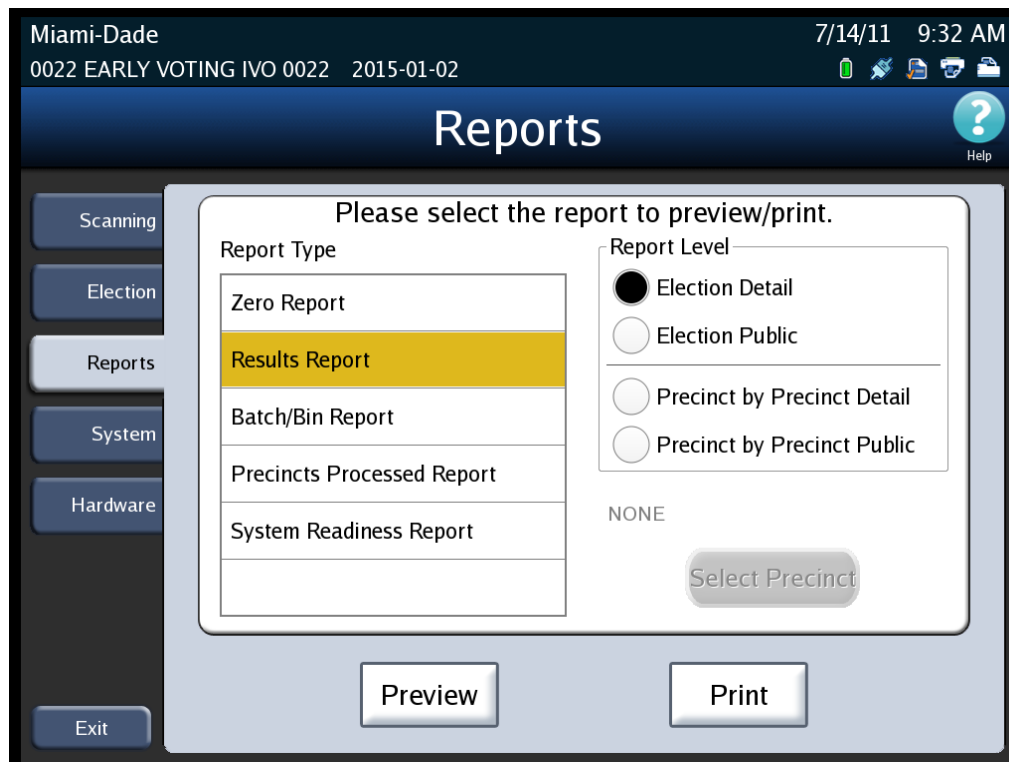 Miami-Dade 7/14/11 9:32 AM
0022 EARLY VOTING IVO 0022 2015-01-02
Reports
Help
Scanning
Election
Reports
System
Hardware
Exit
Please select the report to preview/print.
Report Type
Zero Report
Results Report
Batch/Bin Report
Precincts Processed Report
System Readiness Report
Report Level
Election Detail
Election Public
Precinct by Precinct Detail
Precinct by Precinct Public
NONE
Select Precinct
Preview
Print